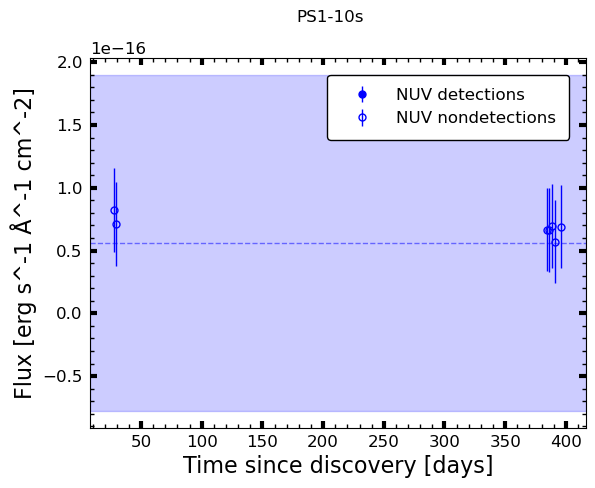 PS1-10s
1e−16
2.0
1.5
1.0
0.5
0.0
−0.5
Flux [erg s^-1 Å^-1 cm^-2]
NUV detections
NUV nondetections
50 100 150 200 250 300 350 400
Time since discovery [days]